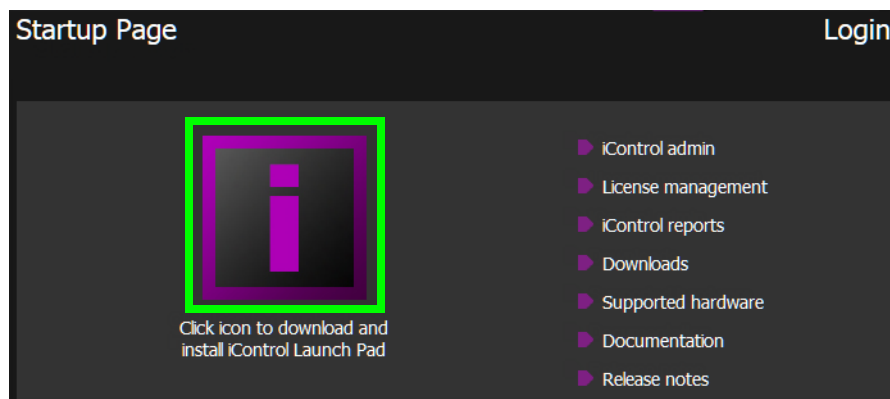 Startup Page
Login
Click icon to download and
install iControl Launch Pad
iControl admin
License management
iControl reports
Downloads
Supported hardware
Documentation
Release notes